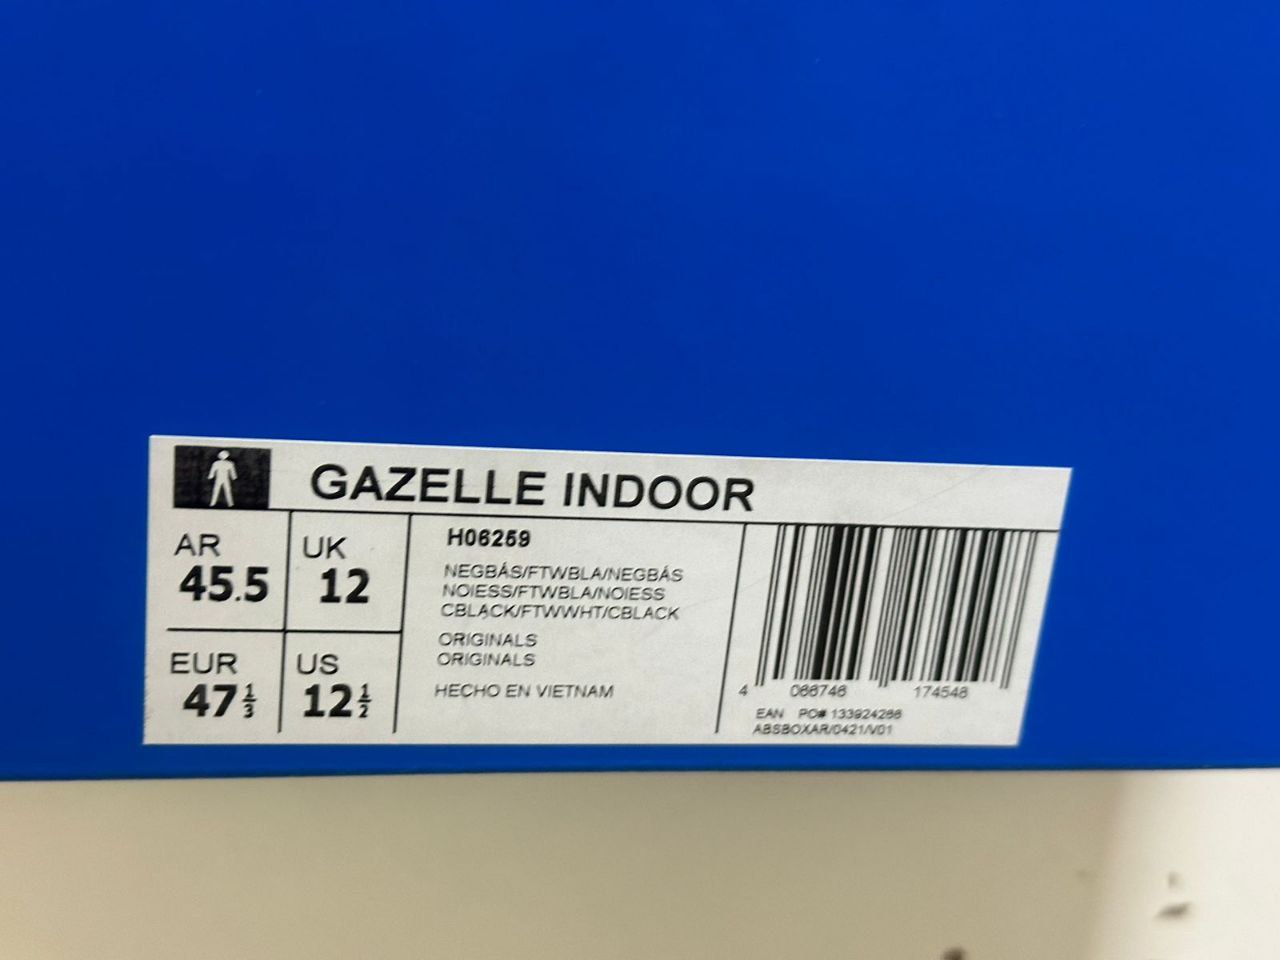 GAZELLE INDOOR
AR
45.5
UK
12
EUR
47 1/3
US
12 1/2
H06259
NEGBÁS/FTWBLA/NEGBÁS
NOIESS/FTWBLA/NOIESS
CBLACK/FTWWHT/CBLACK
ORIGINALS
ORIGINALS
HECHO EN VIETNAM
4 066746 174548
EAN PO# 133924266
ABSBOXAR/0421/V01